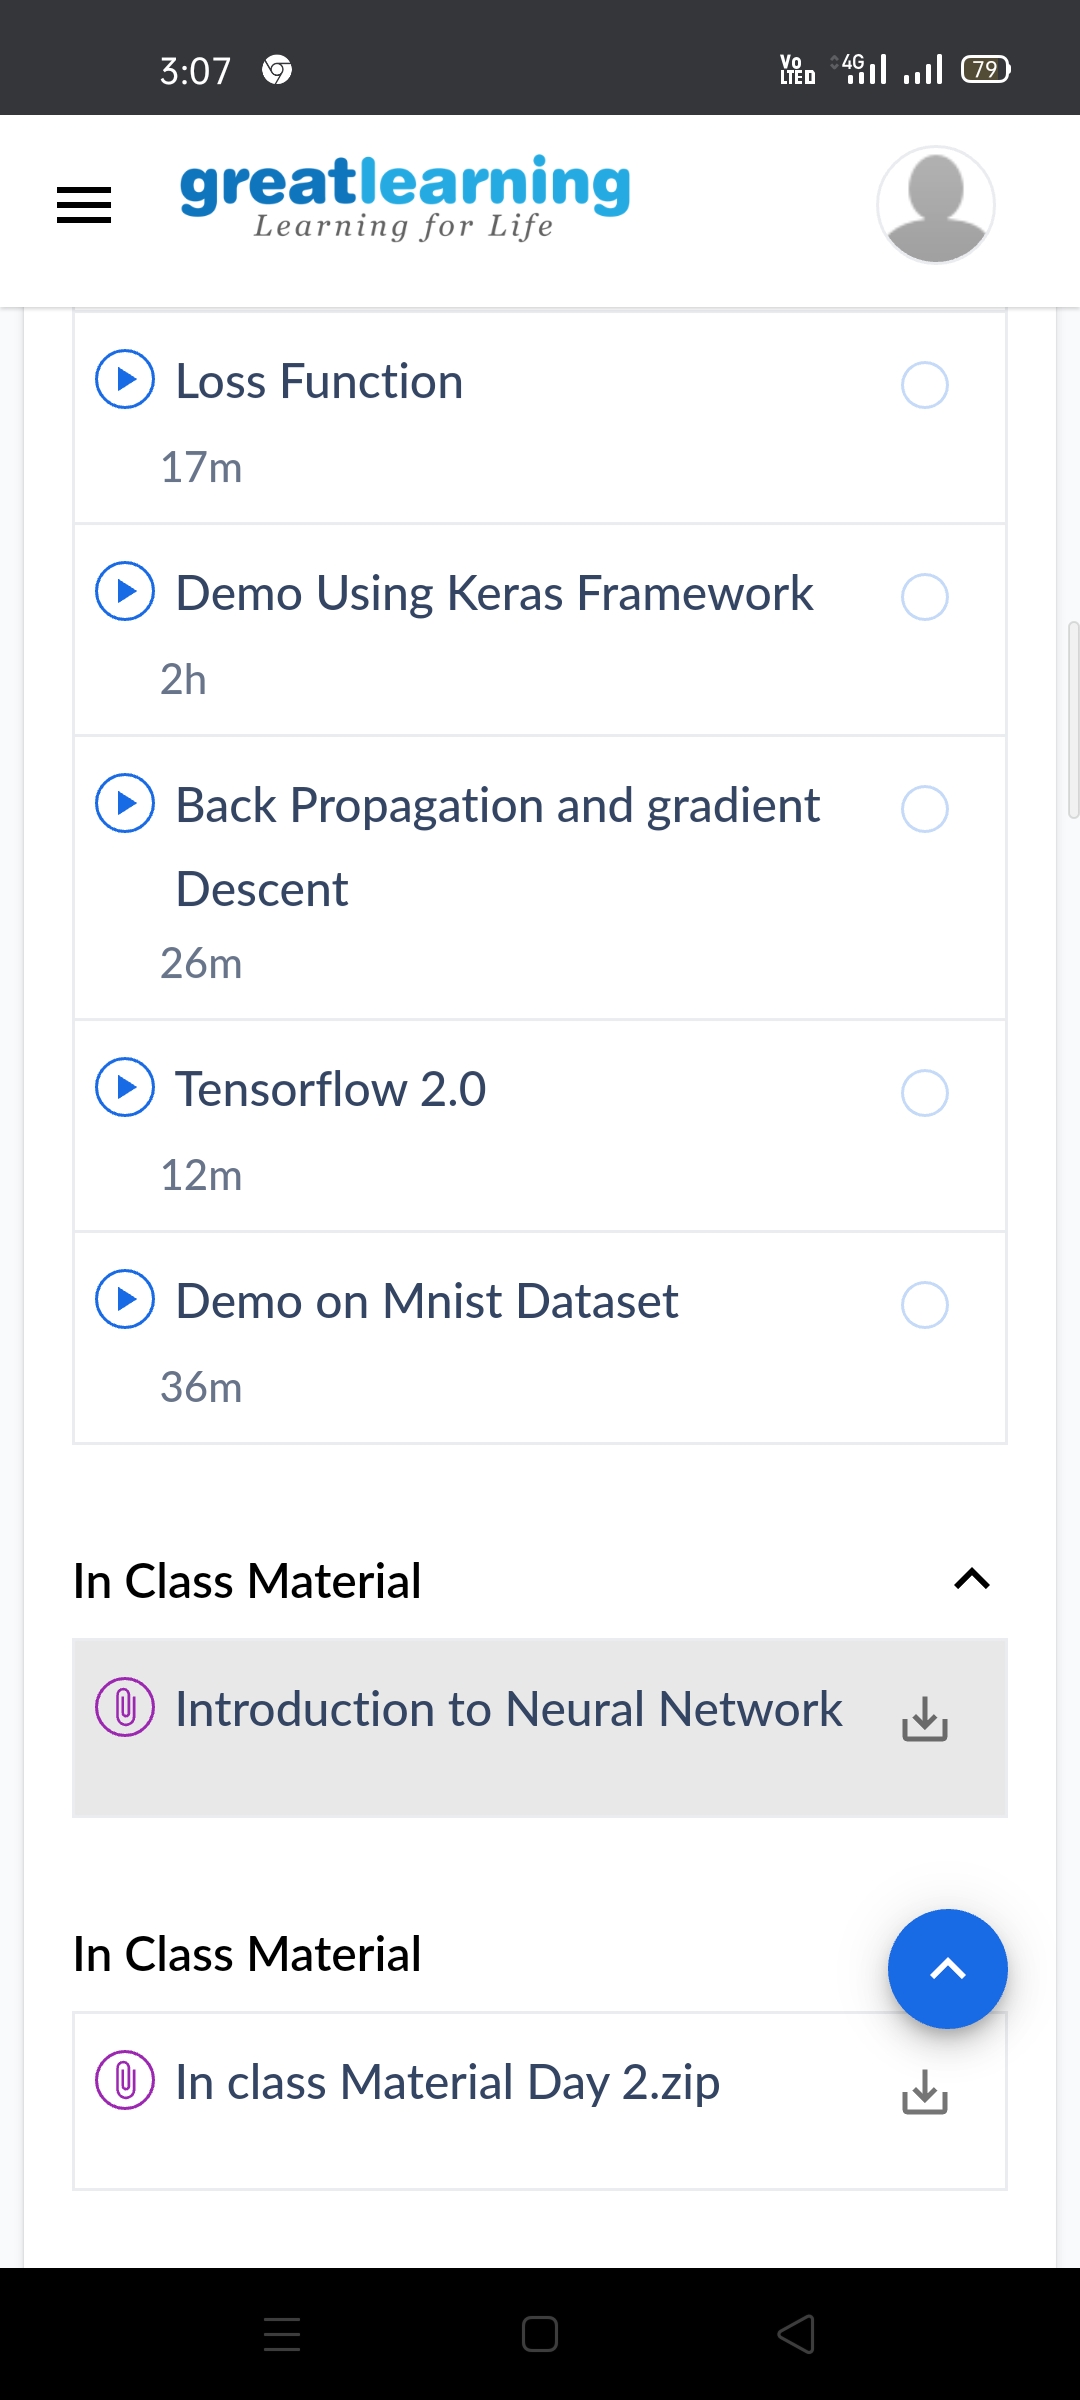 3:07
Vo LTE 4G 79
greatlearning
Learning for Life
Loss Function
17m
Demo Using Keras Framework
2h
Back Propagation and gradient
Descent
26m
Tensorflow 2.0
12m
Demo on Mnist Dataset
36m
In Class Material
Introduction to Neural Network
In Class Material
In class Material Day 2.zip